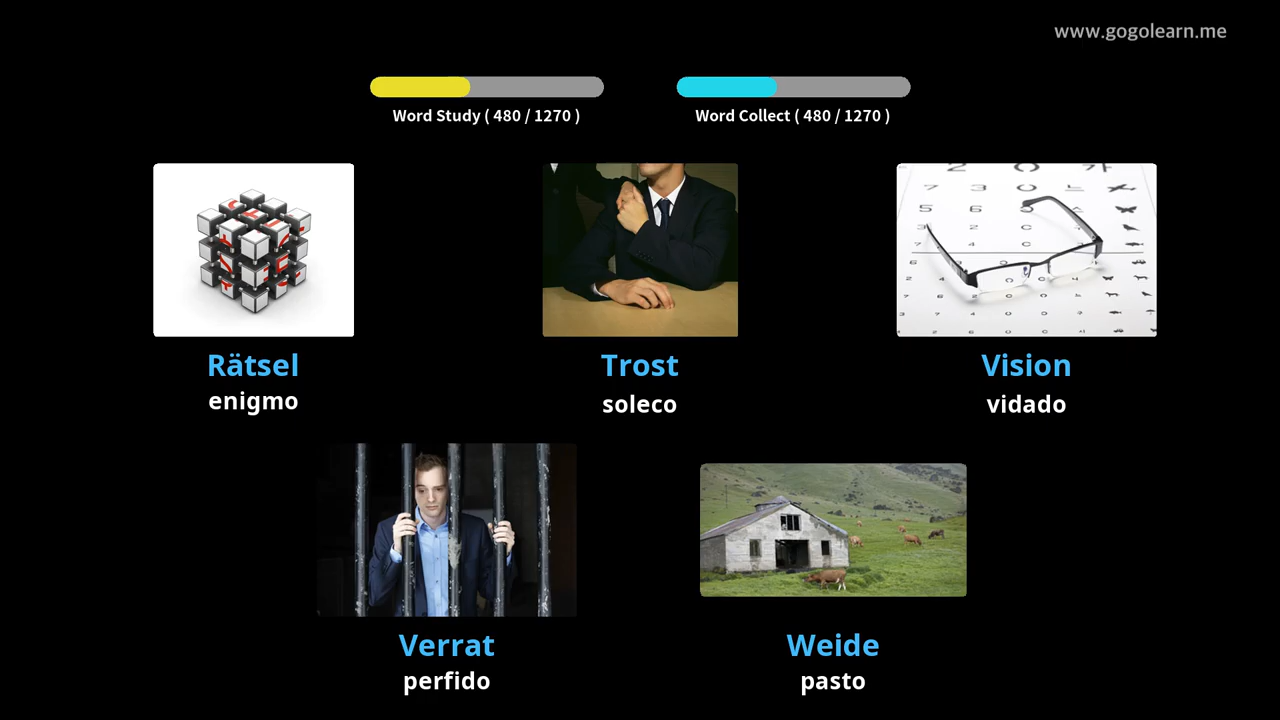 www.gogolearn.me
Word Study ( 480 / 1270 )
Word Collect ( 480 / 1270 )
Rätsel
enigmo
Trost
soleco
Vision
vidado
Verrat
perfido
Weide
pasto